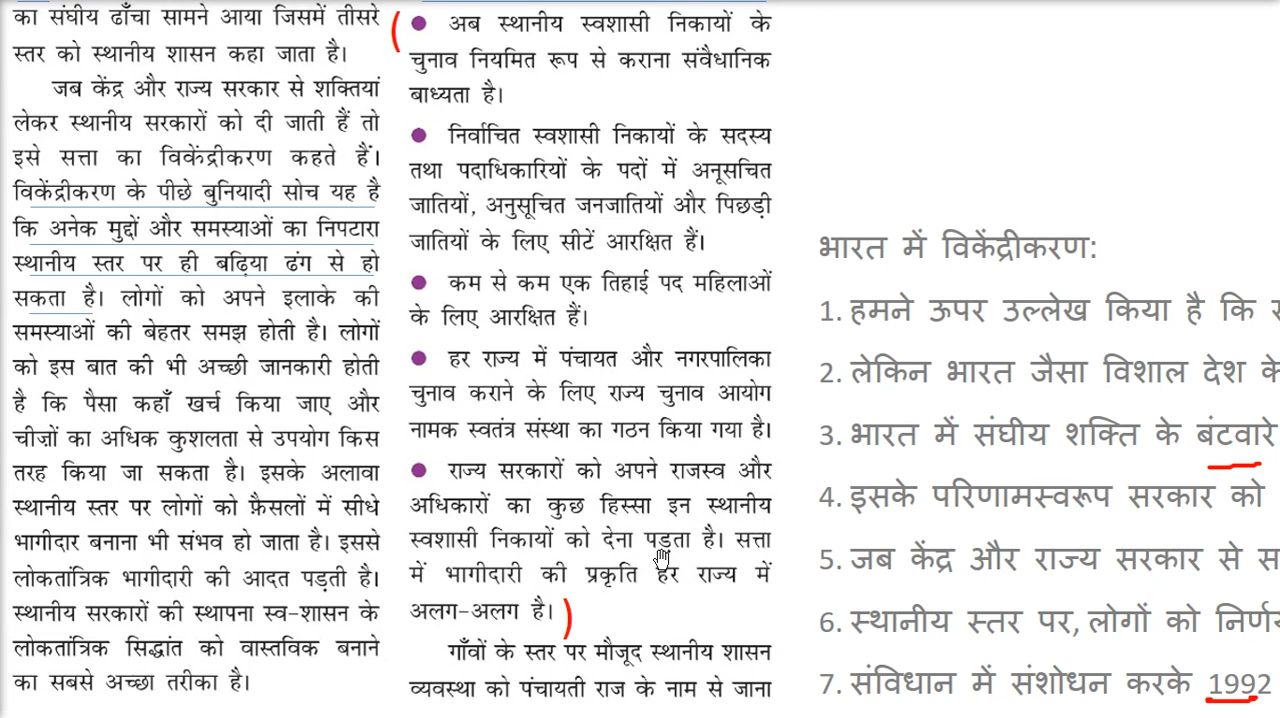 का संघीय ढाँचा सामने आया जिसमें तीसरे
स्तर को स्थानीय शासन कहा जाता है।
जब केंद्र और राज्य सरकार से शक्तियां
लेकर स्थानीय सरकारों को दी जाती हैं तो
इसे सत्ता का विकेंद्रीकरण कहते हैं।
विकेंद्रीकरण के पीछे बुनियादी सोच यह है
कि अनेक मुद्दों और समस्याओं का निपटारा
स्थानीय स्तर पर ही बढ़िया ढंग से हो
सकता है। लोगों को अपने इलाके की
समस्याओं की बेहतर समझ होती है। लोगों
को इस बात की भी अच्छी जानकारी होती
है कि पैसा कहाँ खर्च किया जाए और
चीज़ों का अधिक कुशलता से उपयोग किस
तरह किया जा सकता है। इसके अलावा
स्थानीय स्तर पर लोगों को फ़ैसलों में सीधे
भागीदार बनाना भी संभव हो जाता है। इससे
लोकतांत्रिक भागीदारी की आदत पड़ती है।
स्थानीय सरकारों की स्थापना स्व-शासन के
लोकतांत्रिक सिद्धांत को वास्तविक बनाने
का सबसे अच्छा तरीका है।
● अब स्थानीय स्वशासी निकायों के
चुनाव नियमित रूप से कराना संवैधानिक
बाध्यता है।
● निर्वाचित स्वशासी निकायों के सदस्य
तथा पदाधिकारियों के पदों में अनूसचित
जातियों, अनुसूचित जनजातियों और पिछड़ी
जातियों के लिए सीटें आरक्षित हैं।
● कम से कम एक तिहाई पद महिलाओं
के लिए आरक्षित हैं।
● हर राज्य में पंचायत और नगरपालिका
चुनाव कराने के लिए राज्य चुनाव आयोग
नामक स्वतंत्र संस्था का गठन किया गया है।
● राज्य सरकारों को अपने राजस्व और
अधिकारों का कुछ हिस्सा इन स्थानीय
स्वशासी निकायों को देना पड़ता है। सत्ता
में भागीदारी की प्रकृति हर राज्य में
अलग-अलग है।
गाँवों के स्तर पर मौजूद स्थानीय शासन
व्यवस्था को पंचायती राज के नाम से जाना
भारत में विकेंद्रीकरण:
1. हमने ऊपर उल्लेख किया है कि
2. लेकिन भारत जैसा विशाल देश के
3. भारत में संघीय शक्ति के बंटवारे
4. इसके परिणामस्वरूप सरकार को
5. जब केंद्र और राज्य सरकार से
6. स्थानीय स्तर पर, लोगों को
7. संविधान में संशोधन करके 1992